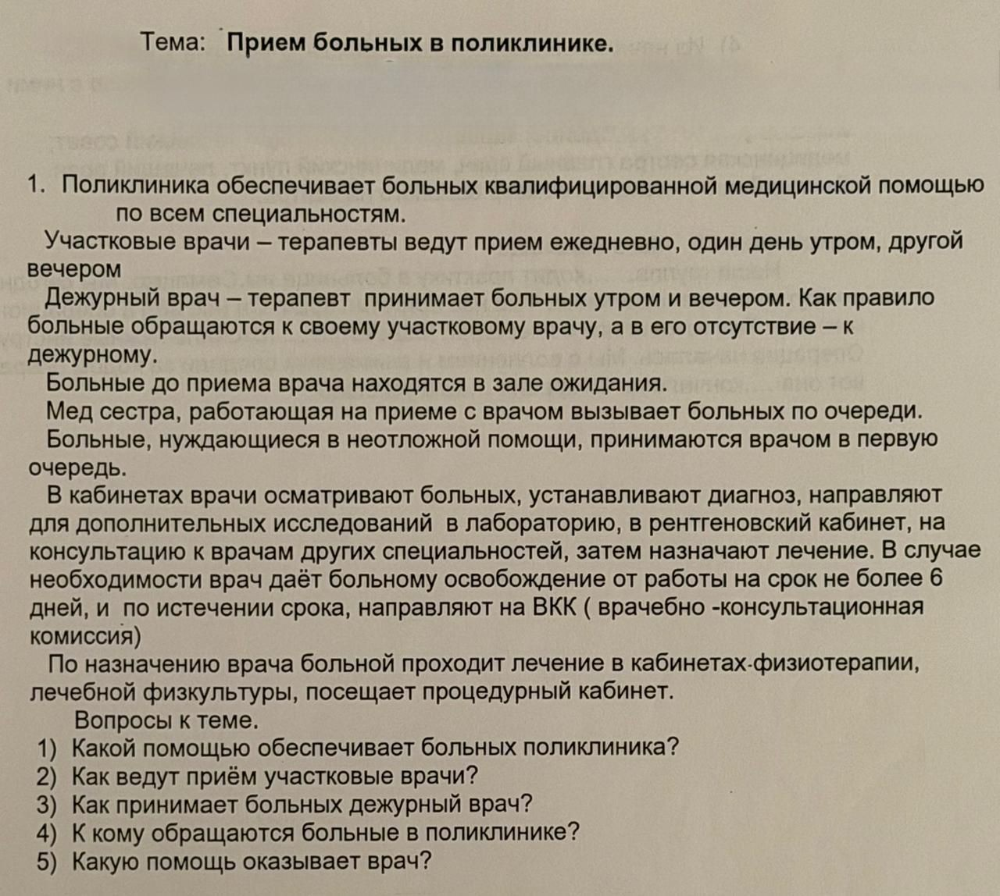 Тема: Прием больных в поликлинике.
1. Поликлиника обеспечивает больных квалифицированной медицинской помощью
по всем специальностям.
Участковые врачи – терапевты ведут прием ежедневно, один день утром, другой
вечером
Дежурный врач – терапевт принимает больных утром и вечером. Как правило
больные обращаются к своему участковому врачу, а в его отсутствие – к
дежурному.
Больные до приема врача находятся в зале ожидания.
Мед сестра, работающая на приеме с врачом вызывает больных по очереди.
Больные, нуждающиеся в неотложной помощи, принимаются врачом в первую
очередь.
В кабинетах врачи осматривают больных, устанавливают диагноз, направляют
для дополнительных исследований в лабораторию, в рентгеновский кабинет, на
консультацию к врачам других специальностей, затем назначают лечение. В случае
необходимости врач даёт больному освобождение от работы на срок не более 6
дней, и по истечении срока, направляют на ВКК ( врачебно -консультационная
комиссия)
По назначению врача больной проходит лечение в кабинетах-физиотерапии,
лечебной физкультуры, посещает процедурный кабинет.
Вопросы к теме.
1) Какой помощью обеспечивает больных поликлиника?
2) Как ведут приём участковые врачи?
3) Как принимает больных дежурный врач?
4) К кому обращаются больные в поликлинике?
5) Какую помощь оказывает врач?